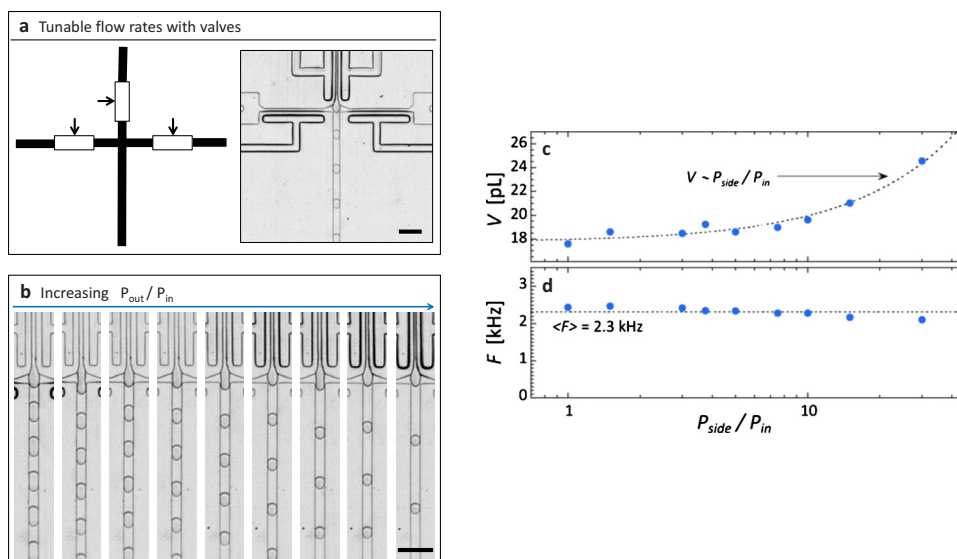 a Tunable flow rates with valves
b Increasing P_out / P_in
c
V ~ P_side / P_in
V [pL]
26
24
22
20
18
16
d
<F> = 2.3 kHz
F [kHz]
3
2
1
0
1
10
P_side / P_in